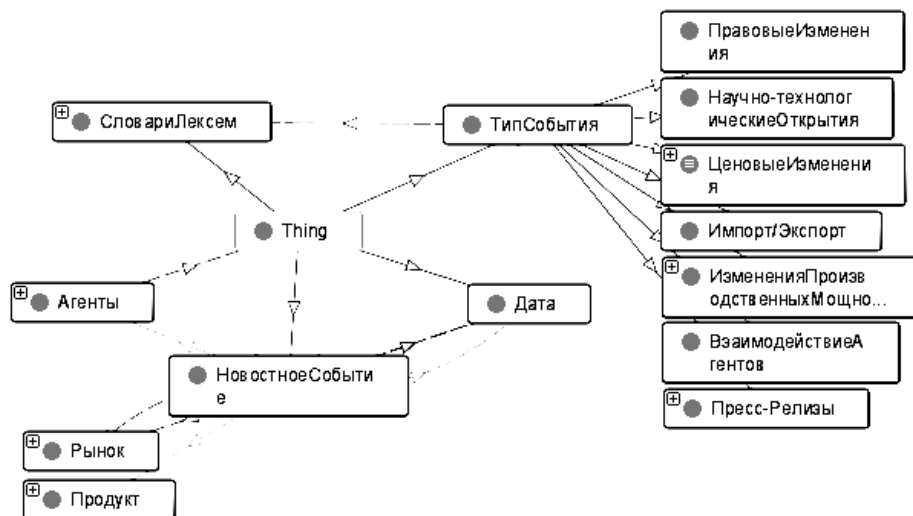 ПравовыеИзменен
ия
Научно-технолог
ическиеОткрытия
СловариЛексем
ТипСобытия
ЦеновыеИзменени
я
Thing
Импорт/Экспорт
Агенты
Дата
ИзмененияПроизв
одственныхМощно...
НовостноеСобыти
е
ВзаимодействиеА
гентов
Пресс-Релизы
Рынок
Продукт